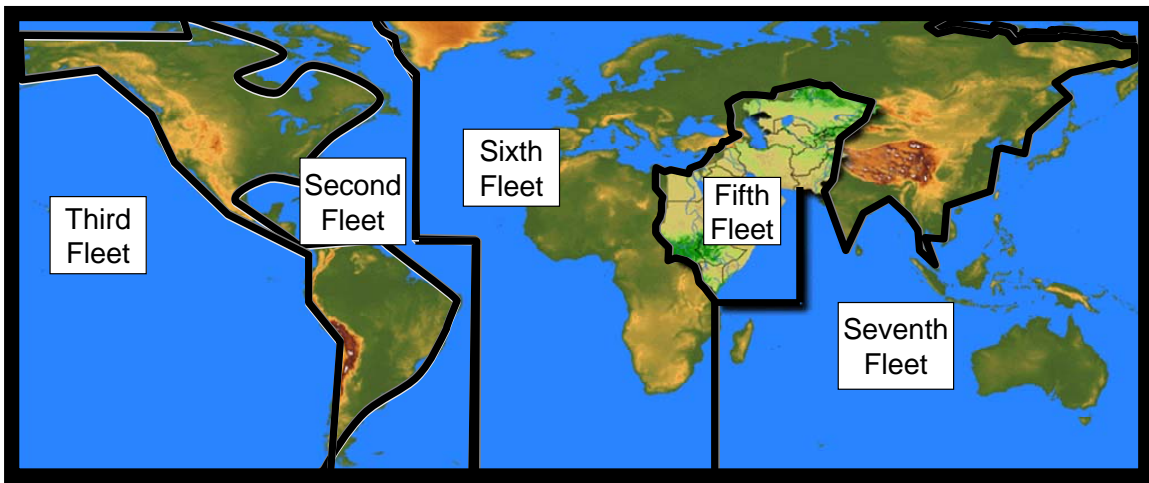 Third
Fleet
Second
Fleet
Sixth
Fleet
Fifth
Fleet
Seventh
Fleet